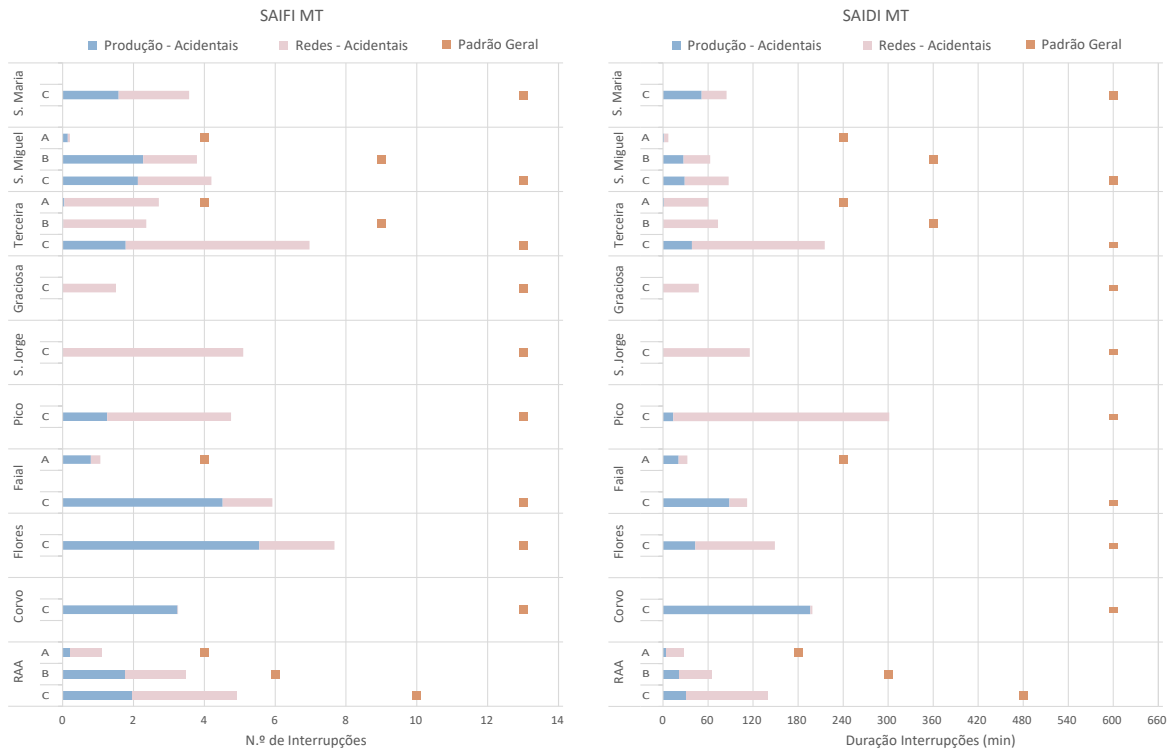 SAIFI MT
Produção - Acidentais Redes - Acidentais Padrão Geral
S. Maria
C
S. Miguel
A
B
C
Terceira
A
B
C
Graciosa
C
S. Jorge
C
Pico
C
Faial
A
C
Flores
C
Corvo
C
RAA
A
B
C
0 2 4 6 8 10 12 14
N.º de Interrupções
SAIDI MT
Produção - Acidentais Redes - Acidentais Padrão Geral
S. Maria
C
S. Miguel
A
B
C
Terceira
A
B
C
Graciosa
C
S. Jorge
C
Pico
C
Faial
A
C
Flores
C
Corvo
C
RAA
A
B
C
0 60 120 180 240 300 360 420 480 540 600 660
Duração Interrupções (min)